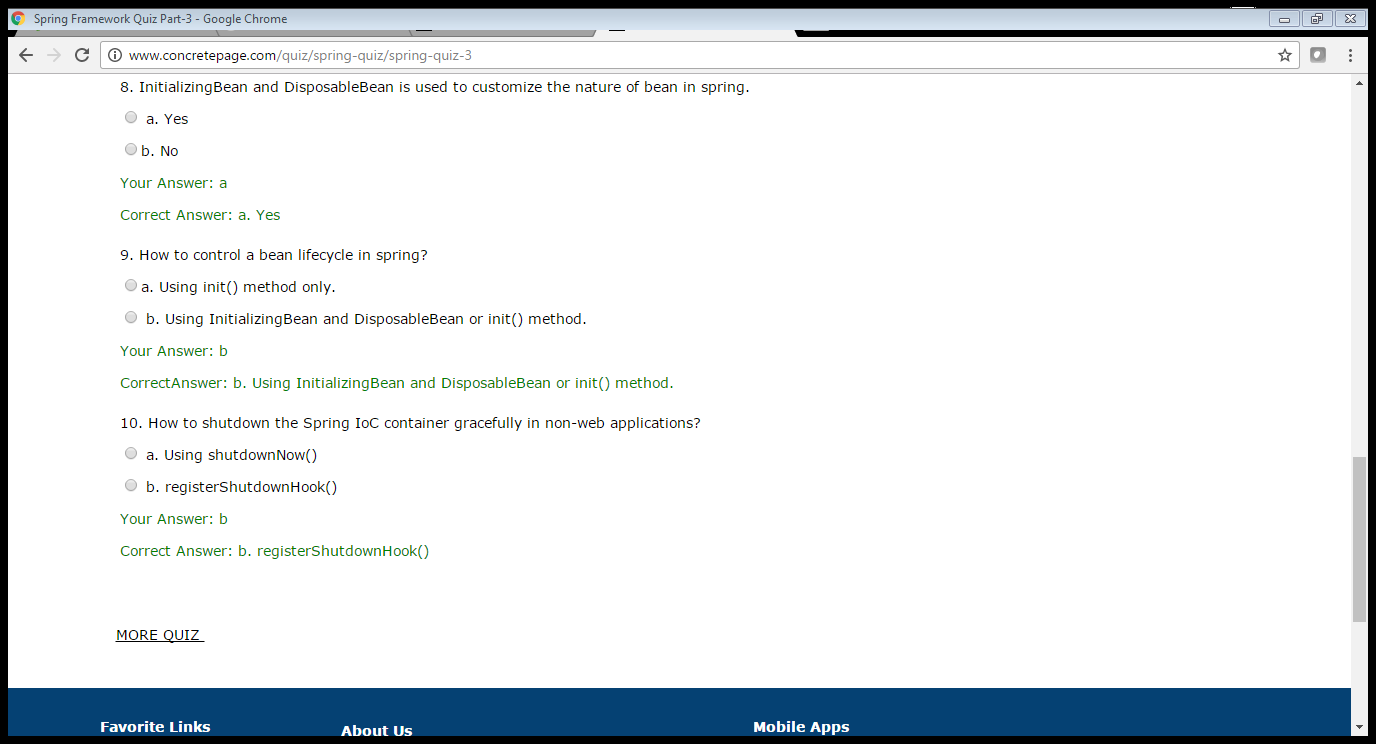 Spring Framework Quiz Part-3 - Google Chrome
www.concretepage.com/quiz/spring-quiz/spring-quiz-3
8. InitializingBean and DisposableBean is used to customize the nature of bean in spring.
a. Yes
b. No
Your Answer: a
Correct Answer: a. Yes
9. How to control a bean lifecycle in spring?
a. Using init() method only.
b. Using InitializingBean and DisposableBean or init() method.
Your Answer: b
CorrectAnswer: b. Using InitializingBean and DisposableBean or init() method.
10. How to shutdown the Spring IoC container gracefully in non-web applications?
a. Using shutdownNow()
b. registerShutdownHook()
Your Answer: b
Correct Answer: b. registerShutdownHook()
MORE QUIZ
Favorite Links
About Us
Mobile Apps